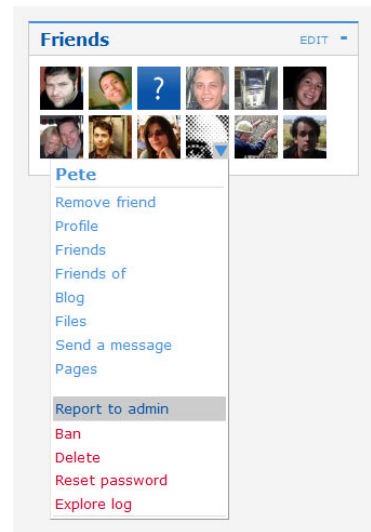 Friends EDIT -
?
Pete
Remove friend
Profile
Friends
Friends of
Blog
Files
Send a message
Pages
Report to admin
Ban
Delete
Reset password
Explore log